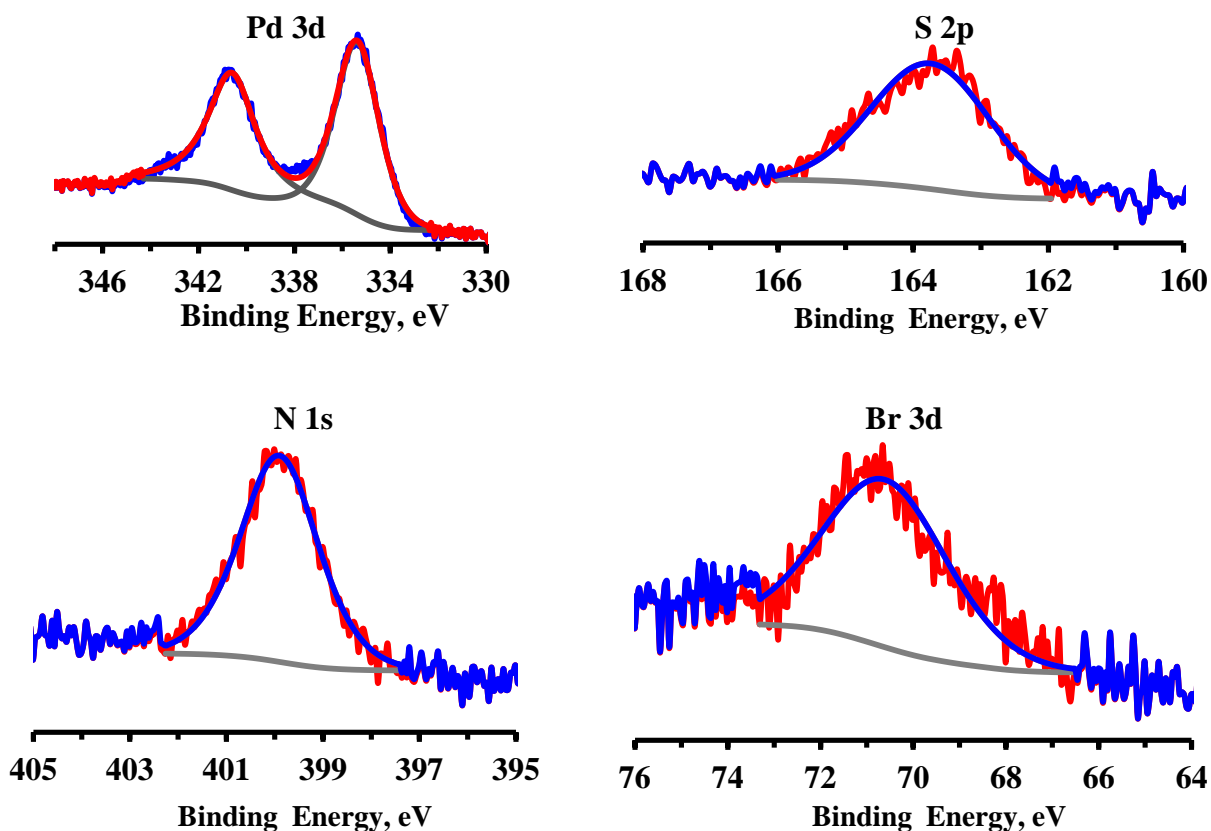 Pd 3d
346 342 338 334 330
Binding Energy, eV
S 2p
168 166 164 162 160
Binding Energy, eV
N 1s
405 403 401 399 397 395
Binding Energy, eV
Br 3d
76 74 72 70 68 66 64
Binding Energy, eV